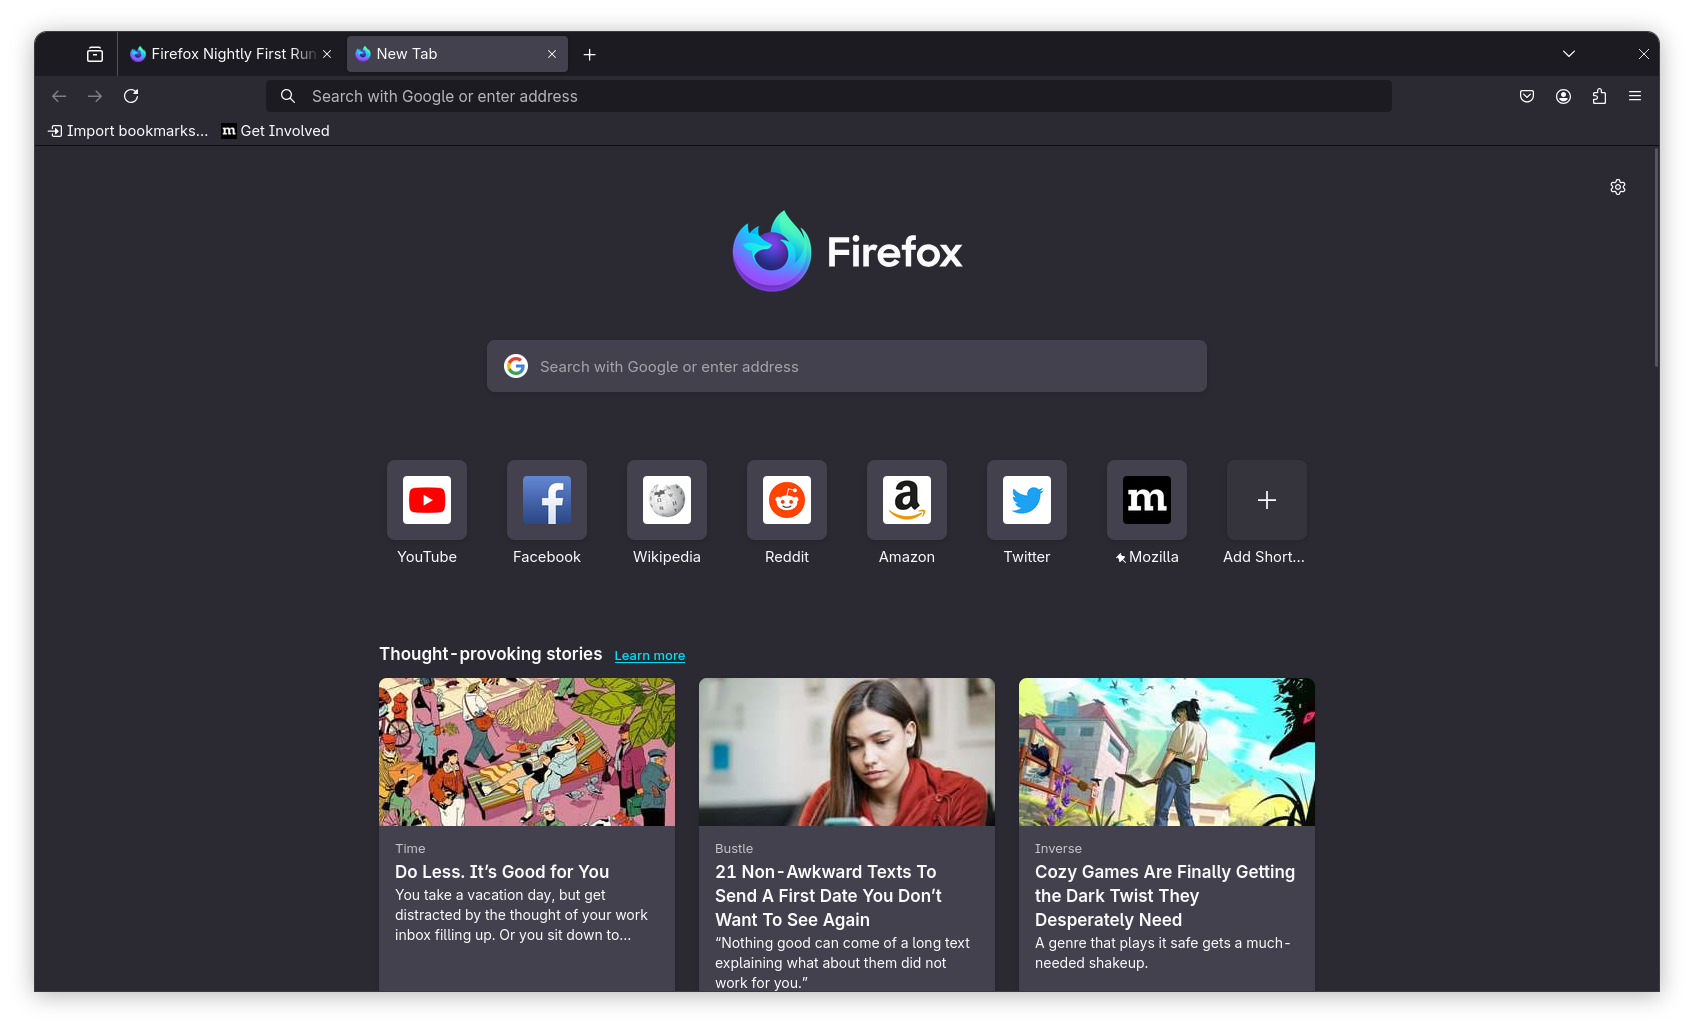 Firefox Nightly First Run
New Tab
Search with Google or enter address
Import bookmarks...
m Get Involved
Firefox
Search with Google or enter address
a
m
YouTube
Facebook
Wikipedia
Reddit
Amazon
Twitter
Mozilla
Add Short...
Thought-provoking stories Learn more
Time
Do Less. It’s Good for You
You take a vacation day, but get
distracted by the thought of your work
inbox filling up. Or you sit down to...
Bustle
21 Non-Awkward Texts To
Send A First Date You Don’t
Want To See Again
“Nothing good can come of a long text
explaining what about them did not
work for you.”
Inverse
Cozy Games Are Finally Getting
the Dark Twist They
Desperately Need
A genre that plays it safe gets a much-
needed shakeup.